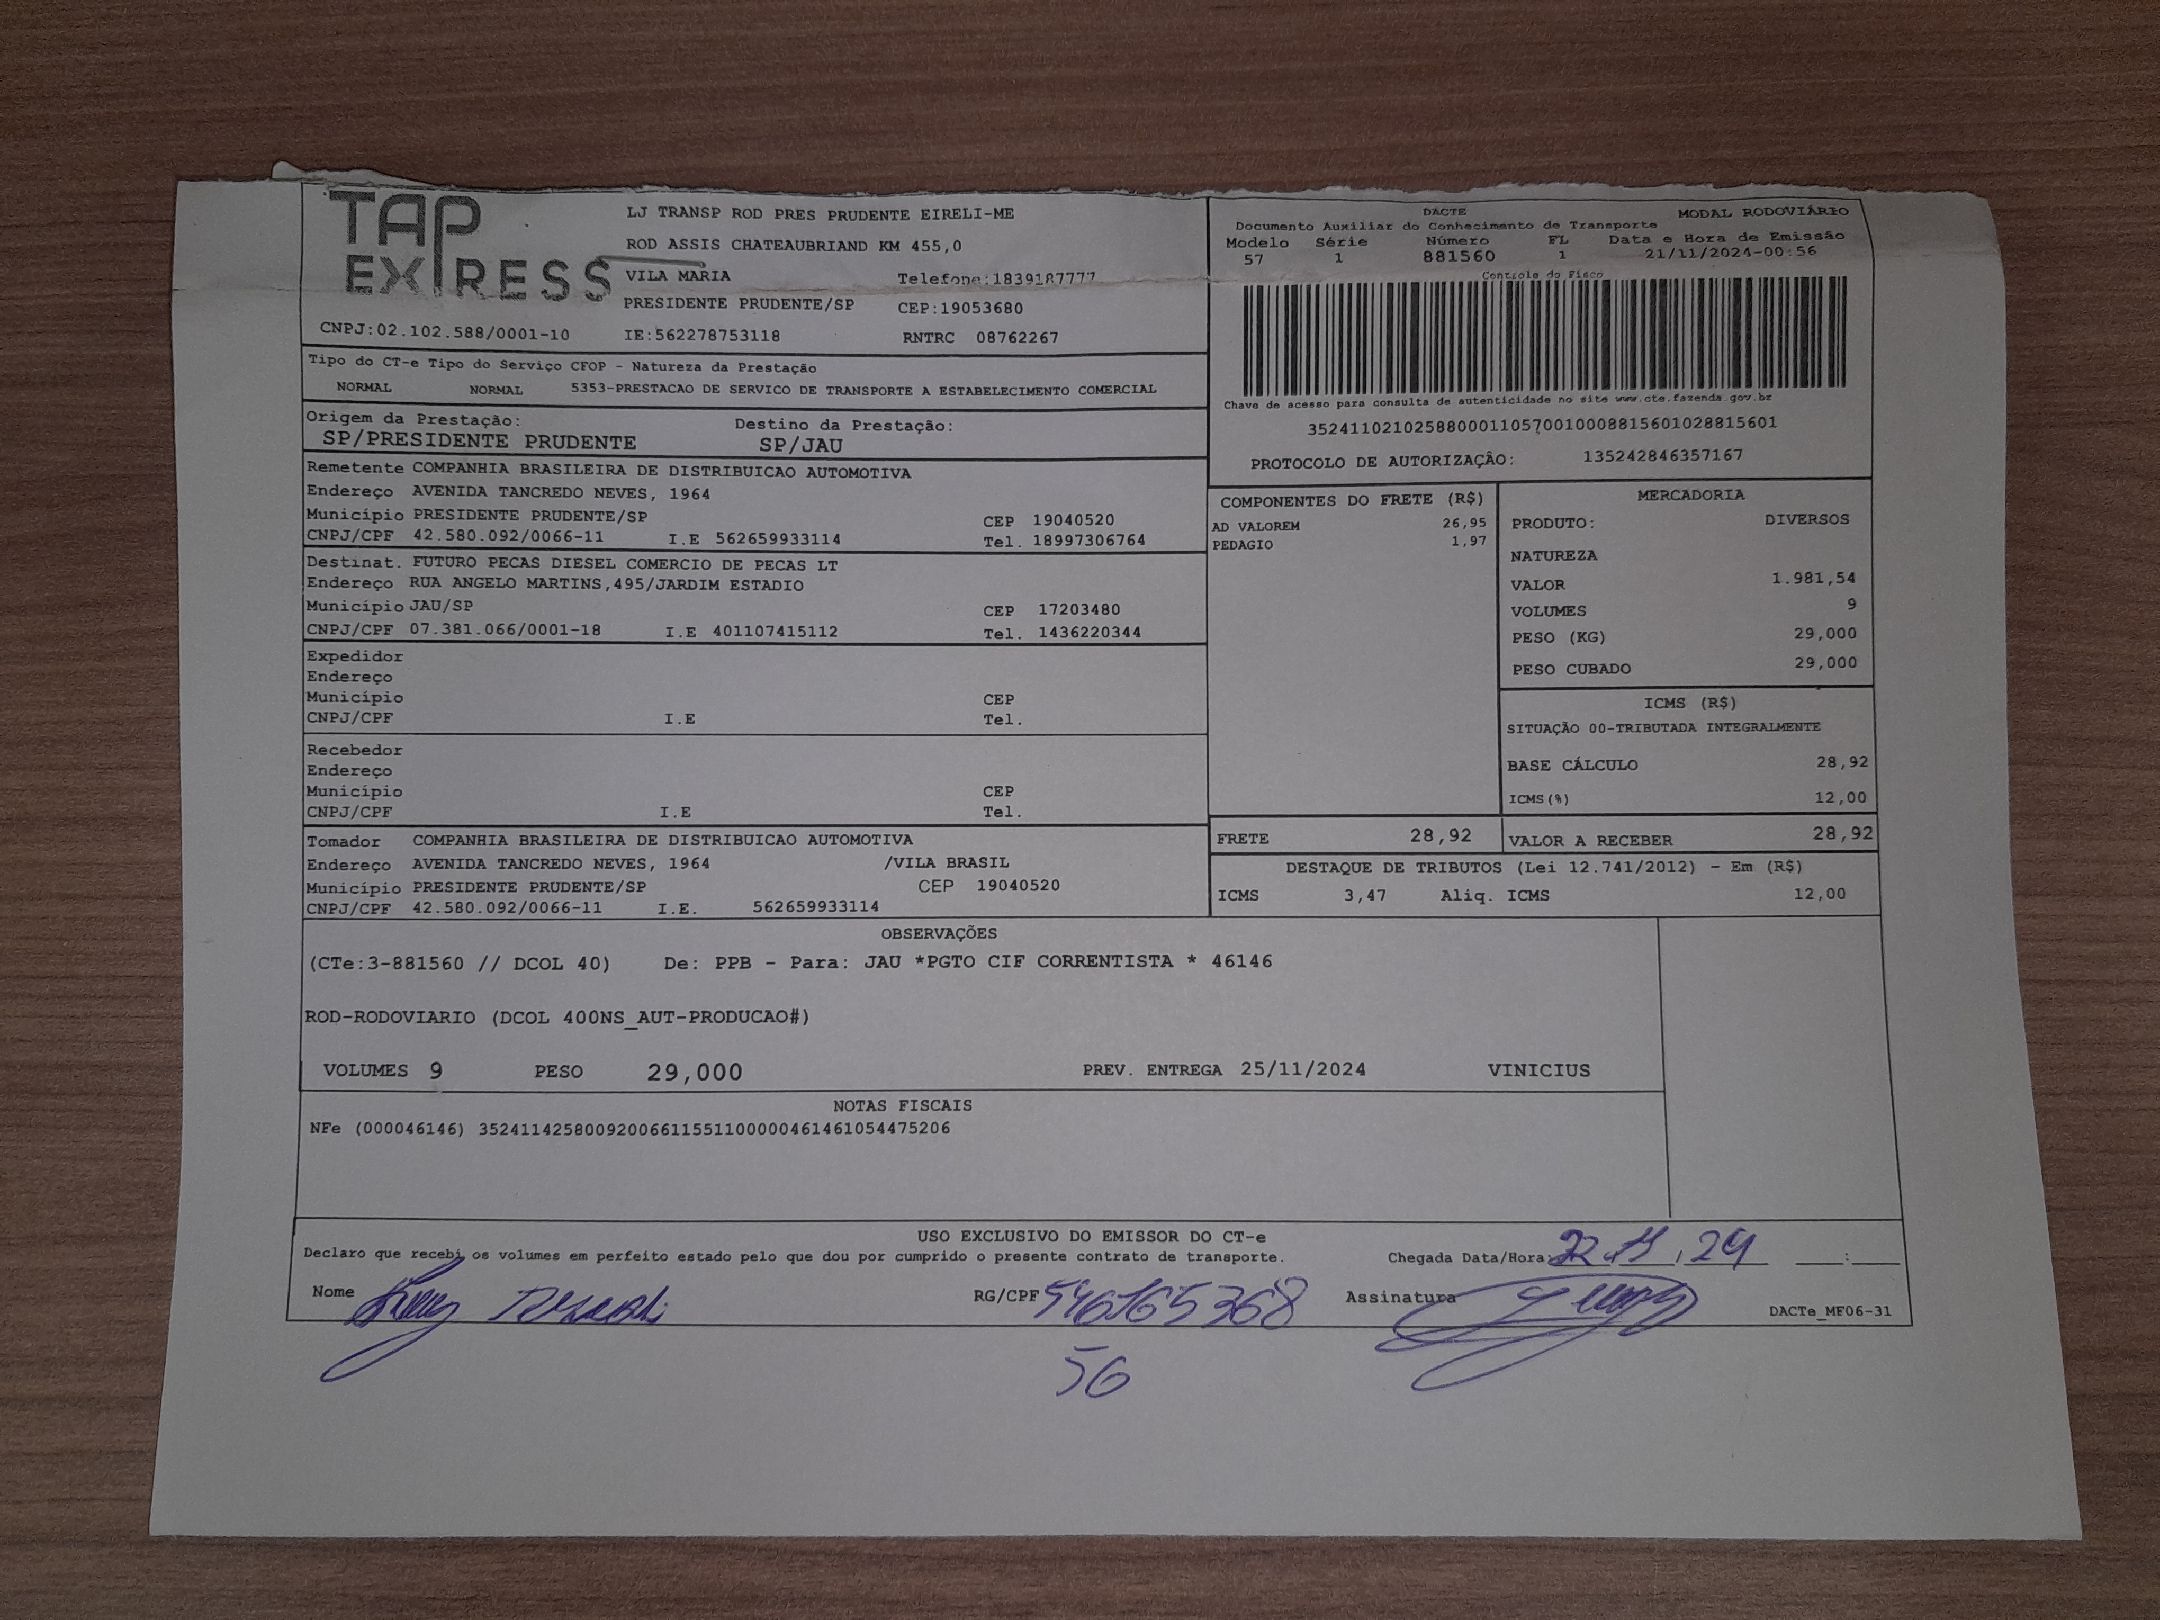 TAP EXPRESS
LJ TRANSP ROD PRES PRUDENTE EIRELI-ME
ROD ASSIS CHATEAUBRIAND KM 455,0
VILA MARIA Telefone:1839187777
PRESIDENTE PRUDENTE/SP CEP:19053680
CNPJ:02.102.588/0001-10 IE:562278753118 RNTRC 08762267
DACTE MODAL RODOVIÁRIO
Documento Auxiliar do Conhecimento de Transporte
Modelo Série Número FL Data e Hora de Emissão
57 1 881560 1 21/11/2024-00:56
Controle do Fisco
Chave de acesso para consulta de autenticidade no site www.cte.fazenda.gov.br
35241102102588000110570010008815601028815601
PROTOCOLO DE AUTORIZAÇÃO: 135242846357167
Tipo do CT-e Tipo do Serviço CFOP - Natureza da Prestação
NORMAL NORMAL 5353-PRESTACAO DE SERVICO DE TRANSPORTE A ESTABELECIMENTO COMERCIAL
Origem da Prestação: Destino da Prestação:
SP/PRESIDENTE PRUDENTE SP/JAU
Remetente COMPANHIA BRASILEIRA DE DISTRIBUICAO AUTOMOTIVA
Endereço AVENIDA TANCREDO NEVES, 1964
Município PRESIDENTE PRUDENTE/SP CEP 19040520
CNPJ/CPF 42.580.092/0066-11 I.E 562659933114 Tel. 18997306764
Destinat. FUTURO PECAS DIESEL COMERCIO DE PECAS LT
Endereço RUA ANGELO MARTINS,495/JARDIM ESTADIO
Município JAU/SP CEP 17203480
CNPJ/CPF 07.381.066/0001-18 I.E 401107415112 Tel. 1436220344
Expedidor
Endereço
Município CEP
CNPJ/CPF I.E Tel.
Recebedor
Endereço
Município CEP
CNPJ/CPF I.E Tel.
Tomador COMPANHIA BRASILEIRA DE DISTRIBUICAO AUTOMOTIVA
Endereço AVENIDA TANCREDO NEVES, 1964 /VILA BRASIL
Município PRESIDENTE PRUDENTE/SP CEP 19040520
CNPJ/CPF 42.580.092/0066-11 I.E. 562659933114
COMPONENTES DO FRETE (R$)
AD VALOREM 26,95
PEDAGIO 1,97
MERCADORIA
PRODUTO: DIVERSOS
NATUREZA
VALOR 1.981,54
VOLUMES 9
PESO (KG) 29,000
PESO CUBADO 29,000
ICMS (R$)
SITUAÇÃO 00-TRIBUTADA INTEGRALMENTE
BASE CÁLCULO 28,92
ICMS(%) 12,00
FRETE 28,92 VALOR A RECEBER 28,92
DESTAQUE DE TRIBUTOS (Lei 12.741/2012) - Em (R$)
ICMS 3,47 Aliq. ICMS 12,00
OBSERVAÇÕES
(CTe:3-881560 // DCOL 40) De: PPB - Para: JAU *PGTO CIF CORRENTISTA * 46146
ROD-RODOVIARIO (DCOL 400NS_AUT-PRODUCAO#)
VOLUMES 9 PESO 29,000 PREV. ENTREGA 25/11/2024 VINICIUS
NOTAS FISCAIS
NFe (000046146) 35241142580092006611551100000461461054475206
USO EXCLUSIVO DO EMISSOR DO CT-e
Declaro que recebi os volumes em perfeito estado pelo que dou por cumprido o presente contrato de transporte. Chegada Data/Hora: 22.11/24 :
Nome RG/CPF Assinatura DACTe_MF06-31
56